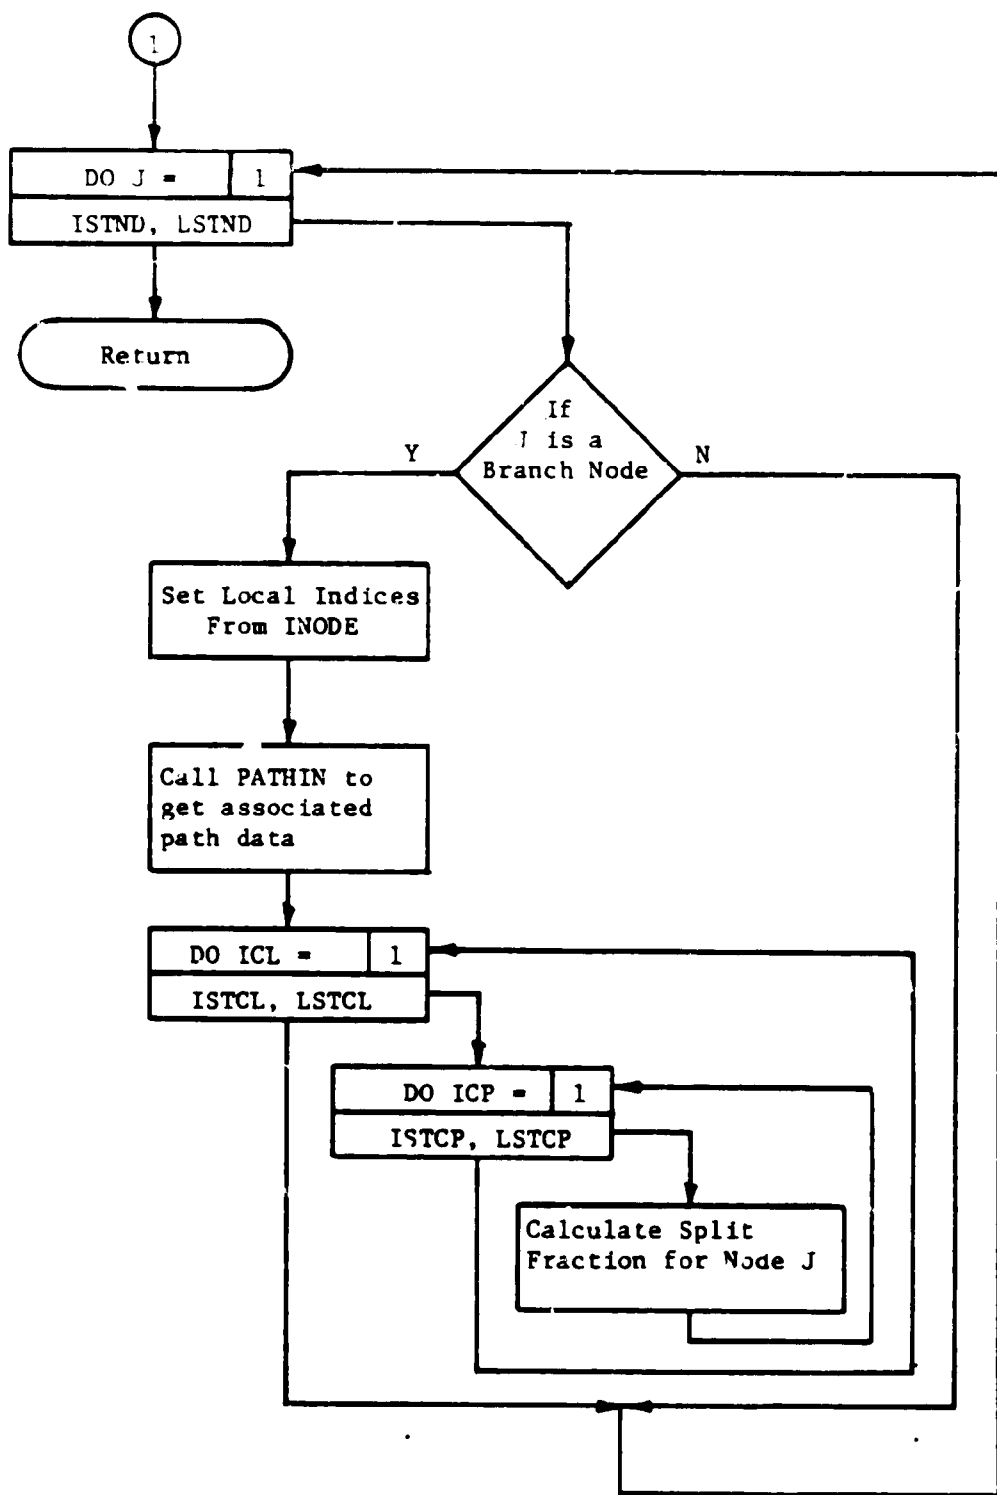 1
DO J = 1
ISTND, LSTND
Return
If
J is a
Branch Node
Y
N
Set Local Indices
From INODE
Call PATHIN to
get associated
path data
DO ICL = 1
ISTCL, LSTCL
DO ICP = 1
ISTCP, LSTCP
Calculate Split
Fraction for Node J